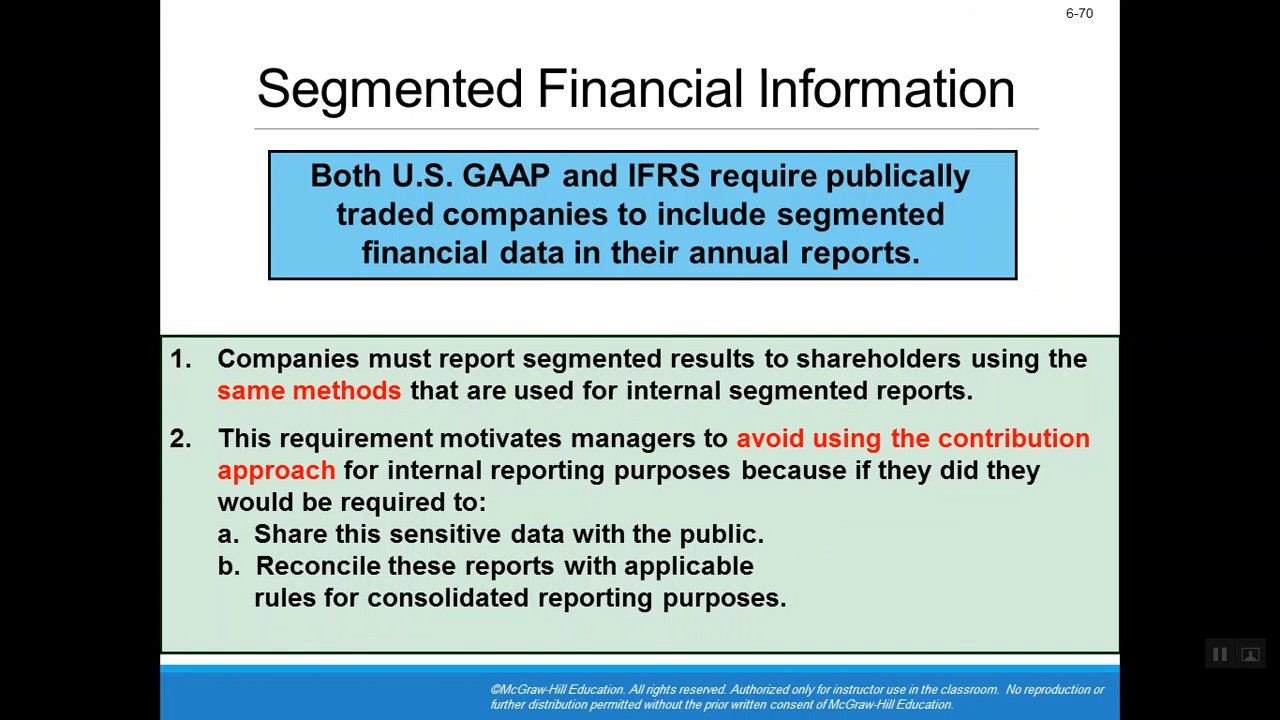 6-70
Segmented Financial Information
Both U.S. GAAP and IFRS require publically
traded companies to include segmented
financial data in their annual reports.
1. Companies must report segmented results to shareholders using the
same methods that are used for internal segmented reports.
2. This requirement motivates managers to avoid using the contribution
approach for internal reporting purposes because if they did they
would be required to:
a. Share this sensitive data with the public.
b. Reconcile these reports with applicable
rules for consolidated reporting purposes.
©McGraw-Hill Education. All rights reserved. Authorized only for instructor use in the classroom. No reproduction or
further distribution permitted without the prior written consent of McGraw-Hill Education.